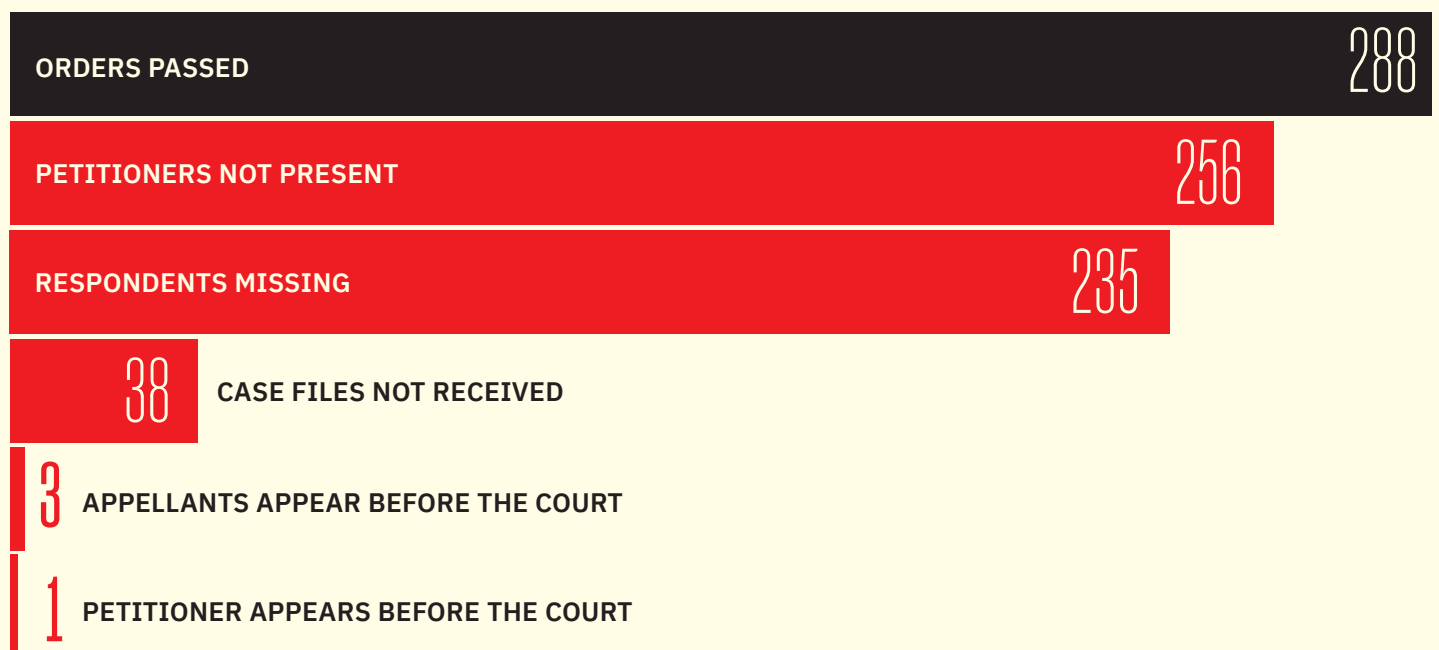 ORDERS PASSED 288
PETITIONERS NOT PRESENT 256
RESPONDENTS MISSING 235
38 CASE FILES NOT RECEIVED
3 APPELLANTS APPEAR BEFORE THE COURT
1 PETITIONER APPEARS BEFORE THE COURT